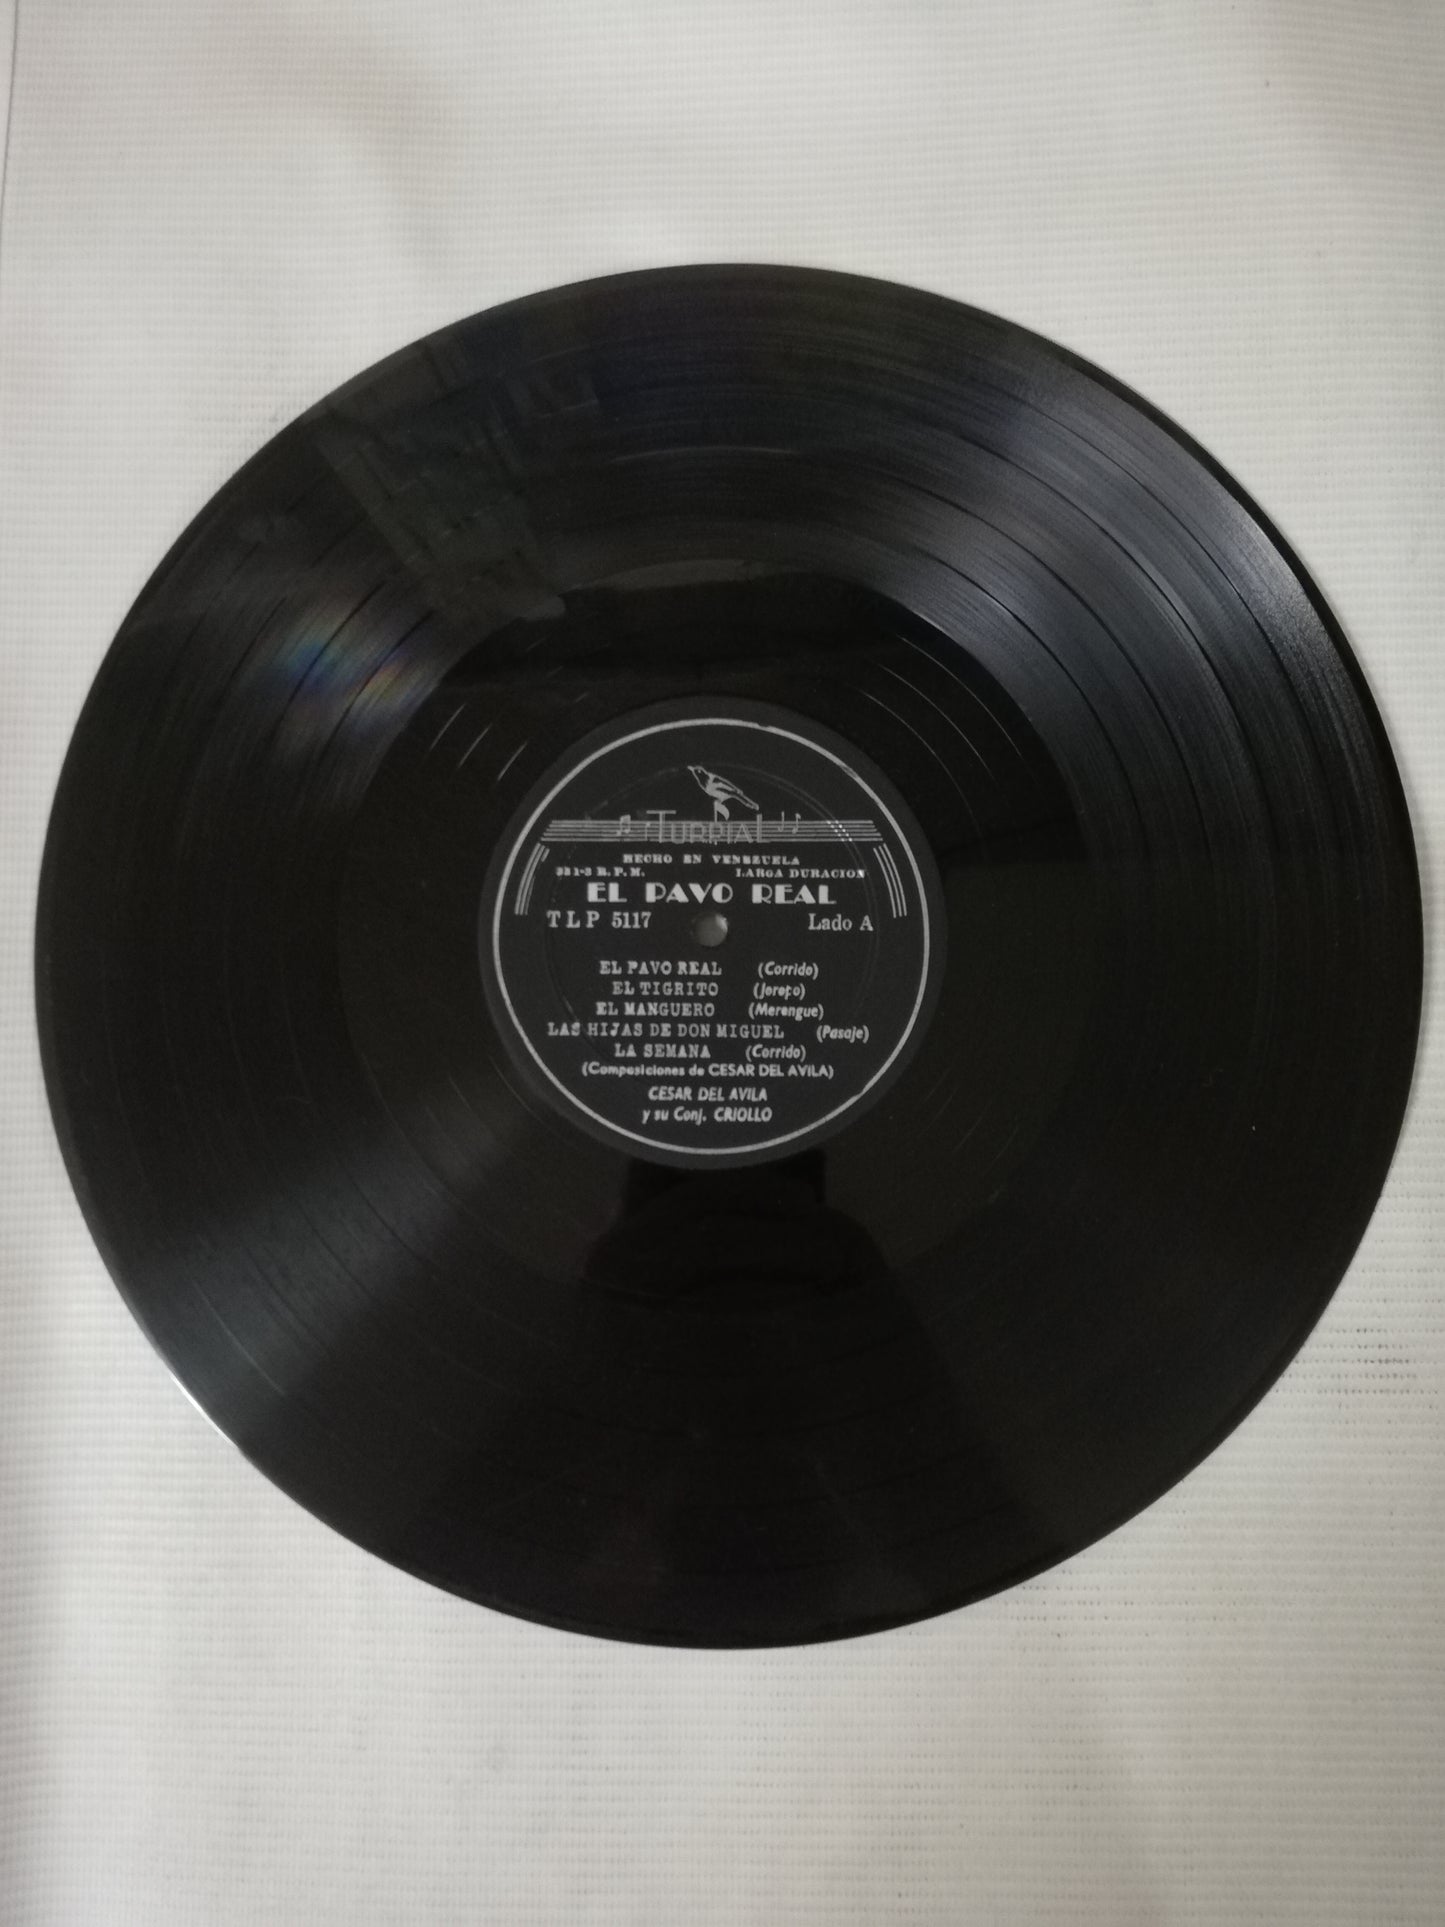 TURPIAL
HECHO EN VENEZUELA
33 1-3 R. P. M. LARGA DURACION
EL PAVO REAL
T L P 5117 Lado A
EL PAVO REAL (Corrido)
EL TIGRITO (Joropo)
EL MANGUERO (Merengue)
LAS HIJAS DE DON MIGUEL (Pasaje)
LA SEMANA (Corrido)
(Composiciones de CESAR DEL AVILA)
CESAR DEL AVILA
y su Conj. CRIOLLO